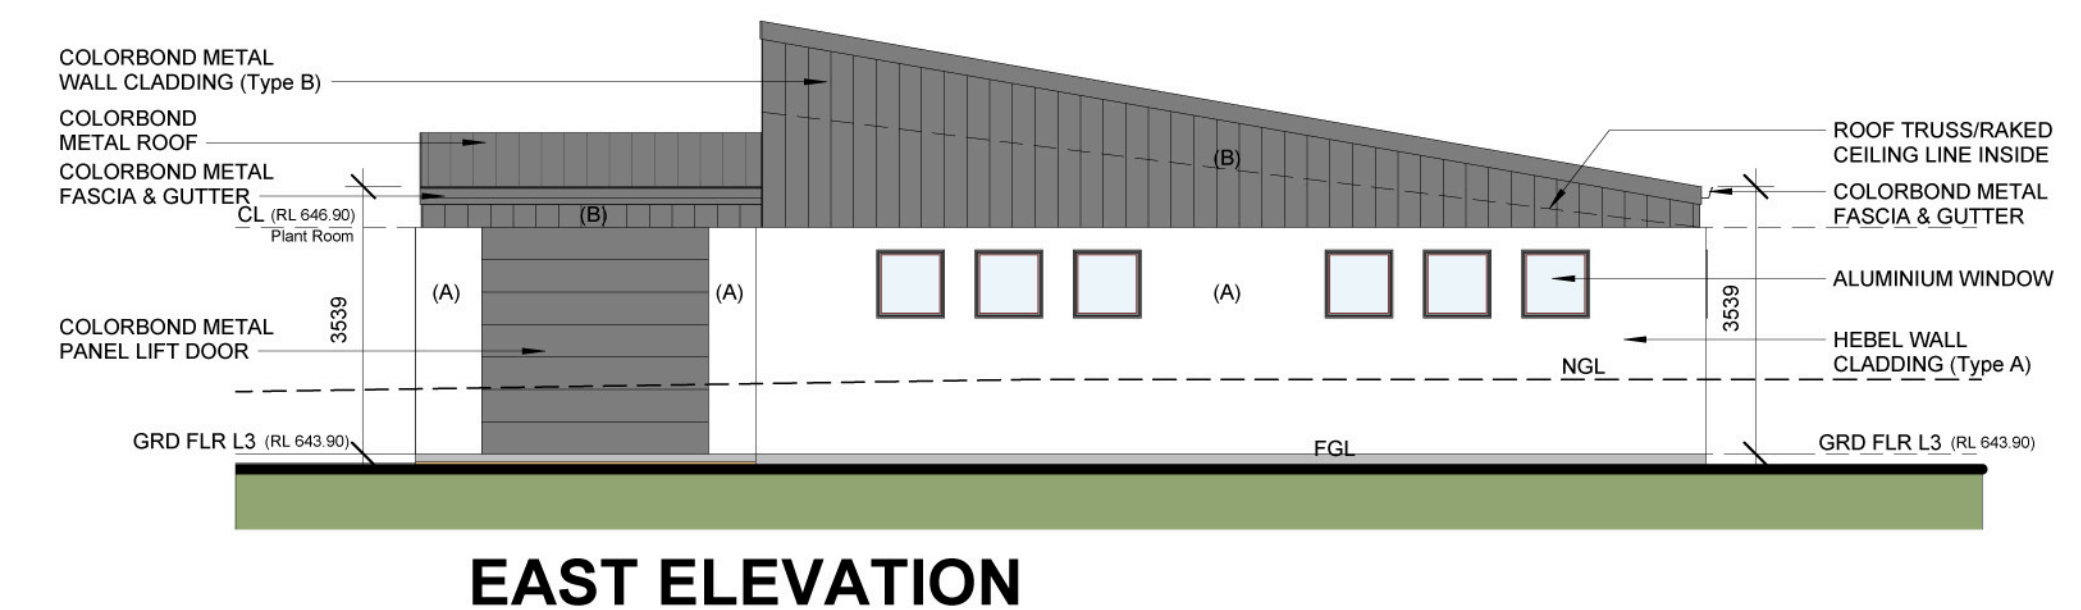 COLORBOND METAL
WALL CLADDING (Type B)
COLORBOND
METAL ROOF
COLORBOND METAL
FASCIA & GUTTER
CL (RL 646.90)
Plant Room
3539
COLORBOND METAL
PANEL LIFT DOOR
GRD FLR L3 (RL 643.90)
(B)
(B)
(A)
(A)
(A)
NGL
FGL
ROOF TRUSS/RAKED
CEILING LINE INSIDE
COLORBOND METAL
FASCIA & GUTTER
ALUMINIUM WINDOW
3539
HEBEL WALL
CLADDING (Type A)
GRD FLR L3 (RL 643.90)
EAST ELEVATION